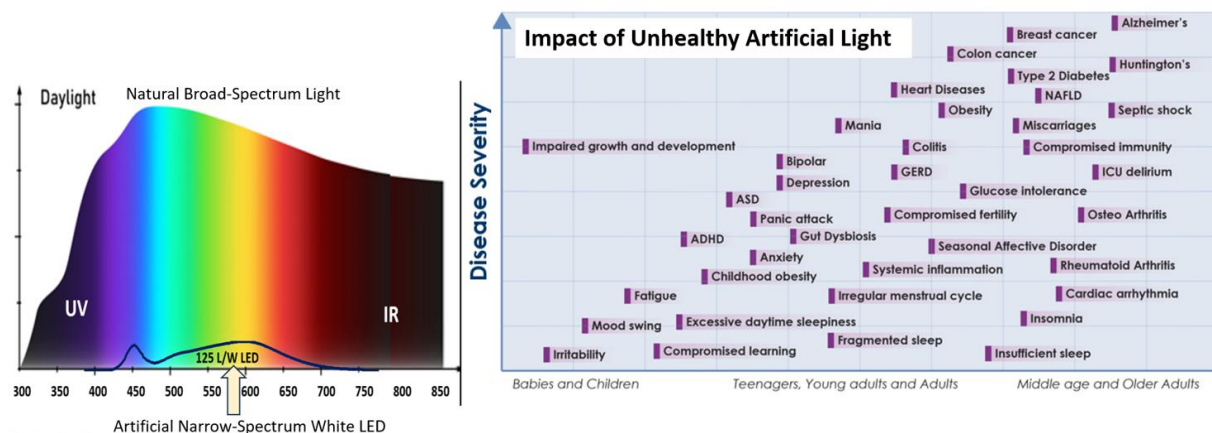 Daylight
Natural Broad-Spectrum Light
UV
IR
125 L/W LED
300 350 400 450 500 550 600 650 700 750 800 850
Artificial Narrow-Spectrum White LED
Impact of Unhealthy Artificial Light
Disease Severity
Alzheimer's
Breast cancer
Colon cancer
Huntington's
Type 2 Diabetes
Heart Diseases
NAFLD
Obesity
Septic shock
Mania
Miscarriages
Impaired growth and development
Colitis
Compromised immunity
Bipolar
GERD
ICU delirium
Depression
Glucose intolerance
ASD
Panic attack
Compromised fertility
Osteo Arthritis
ADHD
Gut Dysbiosis
Seasonal Affective Disorder
Anxiety
Systemic inflammation
Rheumatoid Arthritis
Childhood obesity
Fatigue
Irregular menstrual cycle
Cardiac arrhythmia
Mood swing
Excessive daytime sleepiness
Insomnia
Fragmented sleep
Irritability
Compromised learning
Insufficient sleep
Babies and Children
Teenagers, Young adults and Adults
Middle age and Older Adults